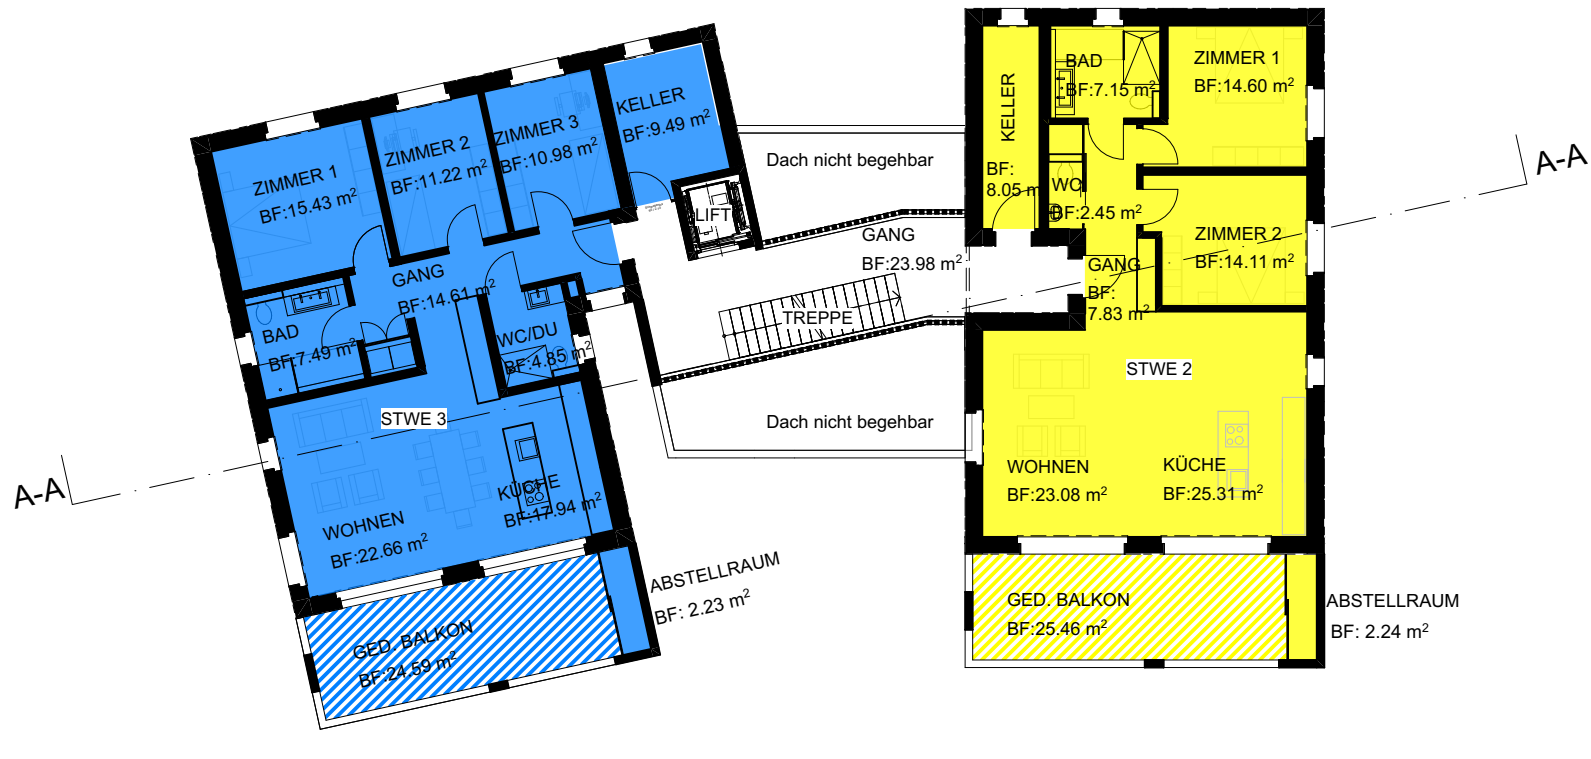 ZIMMER 1
BF:15.43 m²
ZIMMER 2
BF:11.22 m²
ZIMMER 3
BF:10.98 m²
KELLER
BF:9.49 m²
LIFT
GANG
BF:14.61 m²
BAD
BF:7.49 m²
WC/DU
BF:4.85 m²
STWE 3
WOHNEN
BF:22.66 m²
KÜCHE
BF:17.94 m²
GED. BALKON
BF:24.59 m²
ABSTELLRAUM
BF: 2.23 m²
A-A
Dach nicht begehbar
GANG
BF:23.98 m²
TREPPE
Dach nicht begehbar
KELLER
BF:
8.05 m
BAD
BF:7.15 m²
ZIMMER 1
BF:14.60 m²
WC
BF:2.45 m²
ZIMMER 2
BF:14.11 m²
GANG
BF:
7.83 m²
STWE 2
WOHNEN
BF:23.08 m²
KÜCHE
BF:25.31 m²
GED. BALKON
BF:25.46 m²
ABSTELLRAUM
BF: 2.24 m²
A-A